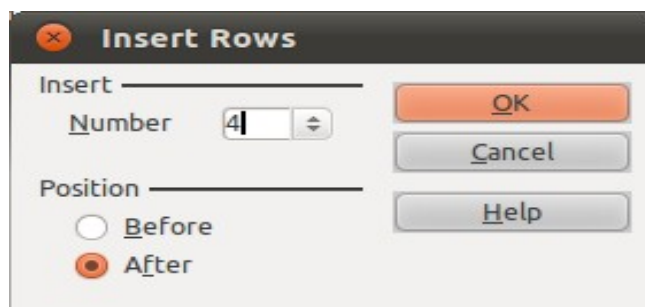 Insert Rows
Insert
Number 4
OK
Cancel
Position
Before
Help
After